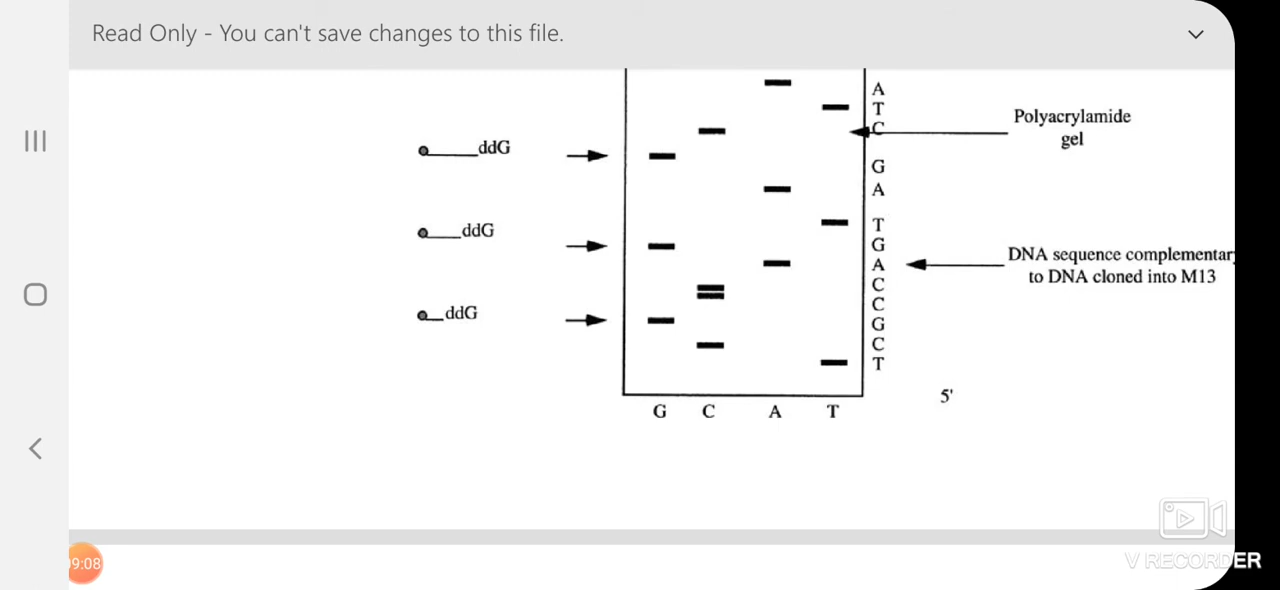 Read Only - You can't save changes to this file.
A
T
C
Polyacrylamide
gel
ddG
G
A
ddG
T
G
A
DNA sequence complementary
to DNA cloned into M13
C
C
ddG
G
C
T
5'
G C A T
9:08
V RECORDER